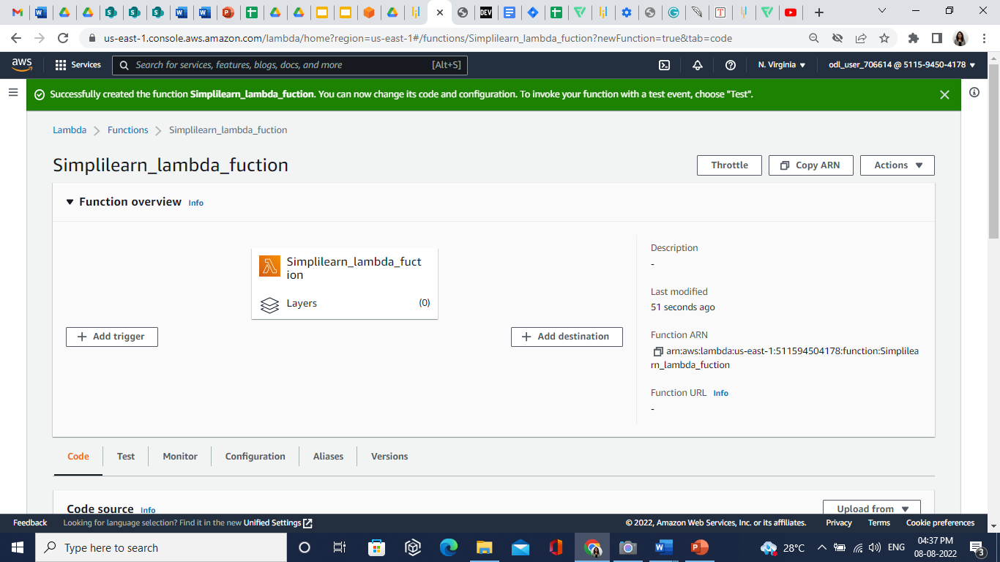 us-east-1.console.aws.amazon.com/lambda/home?region=us-east-1#/functions/Simplilearn_lambda_fuction?newFunction=true&tab=code
aws
Services
Search for services, features, blogs, docs, and more
[Alt+S]
N. Virginia
odl_user_706614 @ 5115-9450-4178
Successfully created the function Simplilearn_lambda_fuction. You can now change its code and configuration. To invoke your function with a test event, choose "Test".
Lambda
Functions
Simplilearn_lambda_fuction
Simplilearn_lambda_fuction
Throttle
Copy ARN
Actions
Function overview Info
Simplilearn_lambda_fuct
ion
Layers
(0)
Add trigger
Add destination
Description
-
Last modified
51 seconds ago
Function ARN
arn:aws:lambda:us-east-1:511594504178:function:Simplilea
rn_lambda_fuction
Function URL Info
-
Code
Test
Monitor
Configuration
Aliases
Versions
Code source Info
Upload from
Feedback
Looking for language selection? Find it in the new Unified Settings
© 2022, Amazon Web Services, Inc. or its affiliates.
Privacy
Terms
Cookie preferences
Type here to search
28°C
ENG
04:37 PM
08-08-2022
3